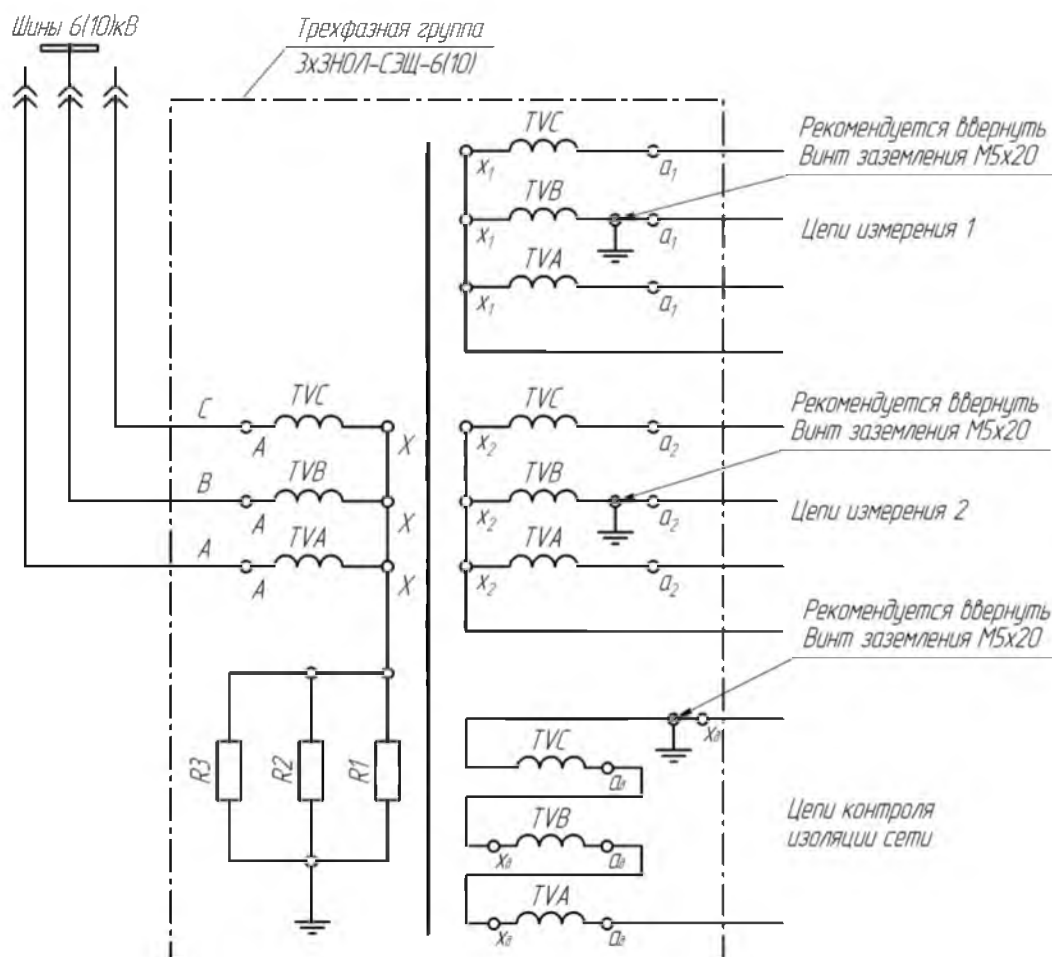 Шины 6(10)кВ
Трехфазная группа
3хЗНОЛ-СЭЩ-6(10)
TVC
x₁
a₁
Рекомендуется ввернуть
Винт заземления М5х20
TVB
x₁
a₁
Цепи измерения 1
TVA
x₁
a₁
C
TVC
A
X
TVC
x₂
a₂
Рекомендуется ввернуть
Винт заземления М5х20
B
TVB
A
X
TVB
x₂
a₂
Цепи измерения 2
A
TVA
A
X
TVA
x₂
a₂
Рекомендуется ввернуть
Винт заземления М5х20
xд
R3
R2
R1
TVC
aд
TVB
xд
aд
Цепи контроля
изоляции сети
TVA
xд
aд